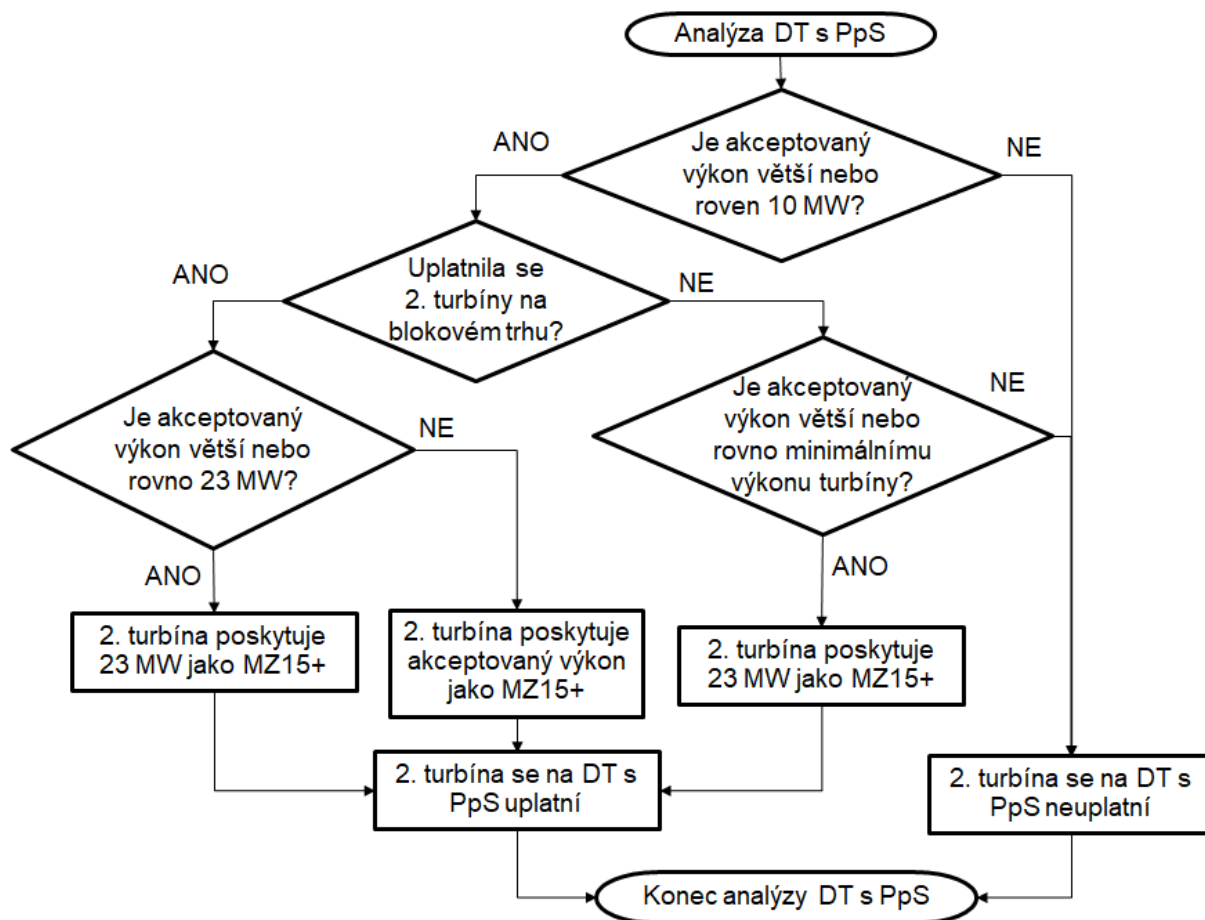 Analýza DT s PpS
Je akceptovaný
výkon větší nebo
roven 10 MW?
ANO
NE
Uplatnila se
2. turbíny na
blokovém trhu?
ANO
NE
Je akceptovaný
výkon větší nebo
rovno 23 MW?
NE
ANO
Je akceptovaný
výkon větší nebo
rovno minimálnímu
výkonu turbíny?
NE
ANO
2. turbína poskytuje
23 MW jako MZ15+
2. turbína poskytuje
akceptovaný výkon
jako MZ15+
2. turbína poskytuje
23 MW jako MZ15+
2. turbína se na DT s
PpS uplatní
2. turbína se na DT s
PpS neuplatní
Konec analýzy DT s PpS